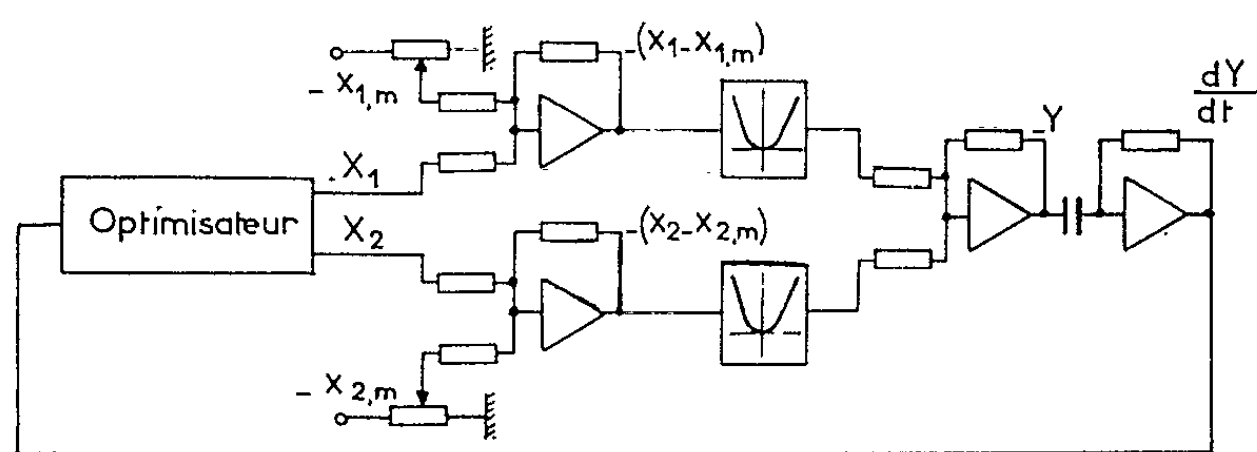 -(X1-X1,m)
- X1,m
X1
Optimisateur
X2
-(X2-X2,m)
- X2,m
-Y
dY
dt